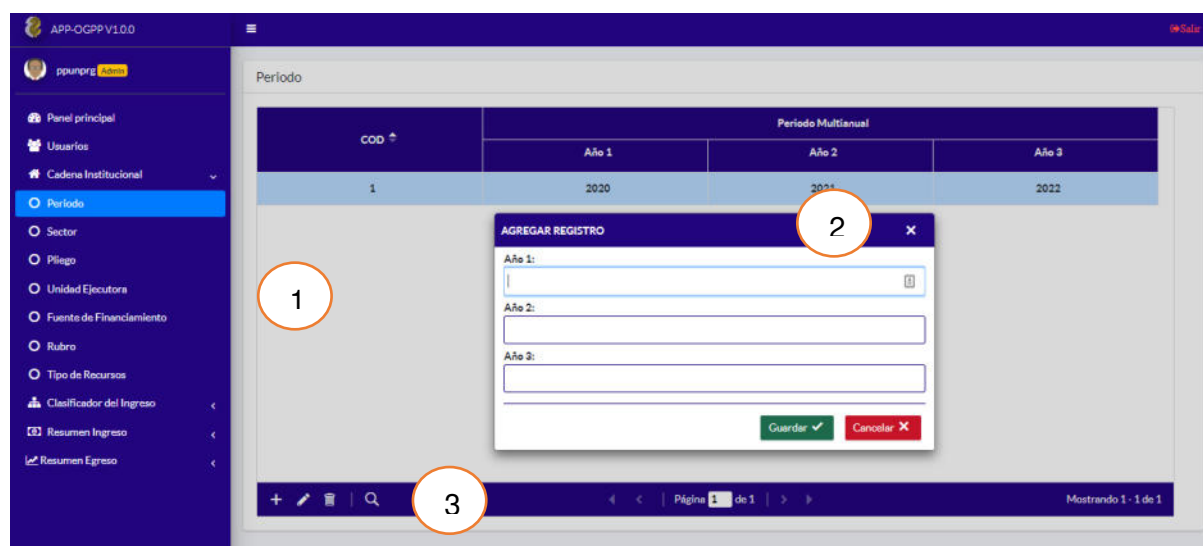 APP-OGPP V1.0.0
Salir
ppunprg Admin
Periodo
Panel principal
Usuarios
Cadena Institucional
Periodo
Sector
Pliego
Unidad Ejecutora
Fuente de Financiamiento
Rubro
Tipo de Recursos
Clasificador del Ingreso
Resumen Ingreso
Resumen Egreso
COD
Periodo Multianual
Año 1 Año 2 Año 3
1 2020 2021 2022
1
2
3
AGREGAR REGISTRO
Año 1:
Año 2:
Año 3:
Guardar Cancelar
Página 1 de 1
Mostrando 1 - 1 de 1